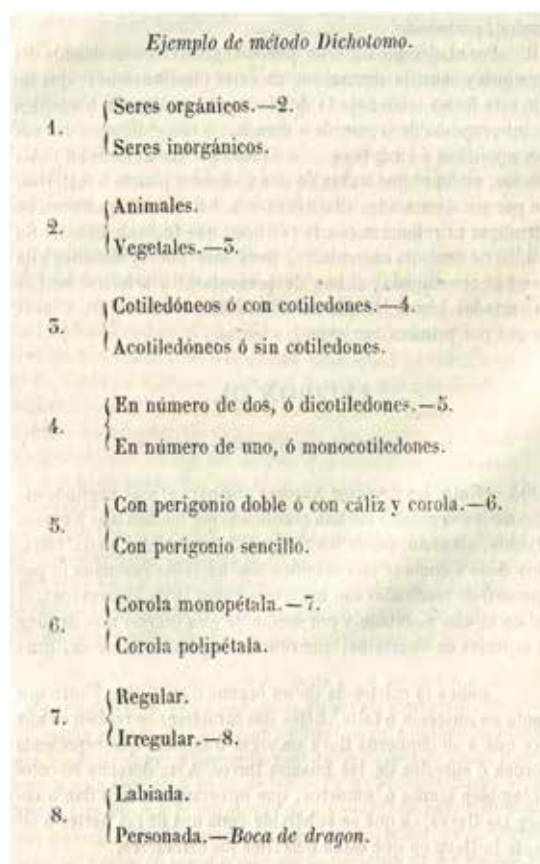 Ejemplo de método Dichotomo.
1.
Seres orgánicos.—2.
Seres inorgánicos.
2.
Animales.
Vegetales.—3.
3.
Cotiledóneos ó con cotiledones.—4.
Acotiledóneos ó sin cotiledones.
4.
En número de dos, ó dicotiledones.—5.
En número de uno, ó monocotiledones.
5.
Con perigonio doble ó con cáliz y corola.—6.
Con perigonio sencillo.
6.
Corola monopétala.—7.
Corola polipétala.
7.
Regular.
Irregular.—8.
8.
Labiada.
Personada.—Boca de dragon.